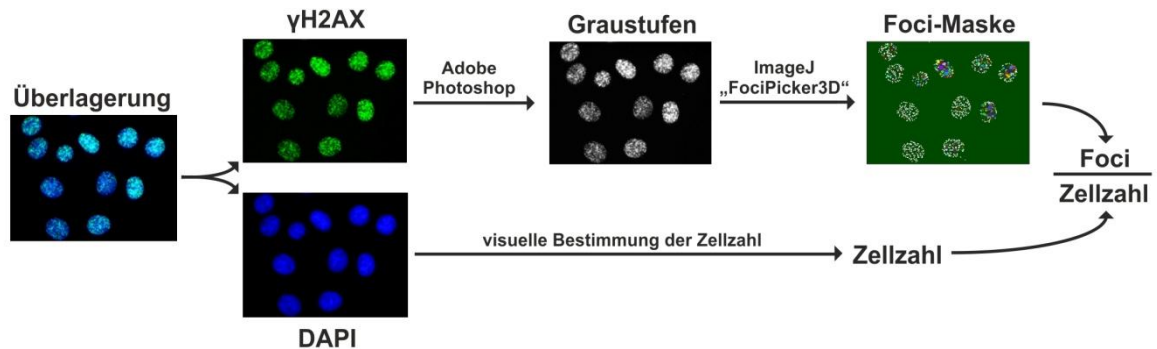 γH2AX
Graustufen
Foci-Maske
Überlagerung
Adobe
Photoshop
ImageJ
„FociPicker3D“
Foci
Zellzahl
visuelle Bestimmung der Zellzahl
Zellzahl
DAPI